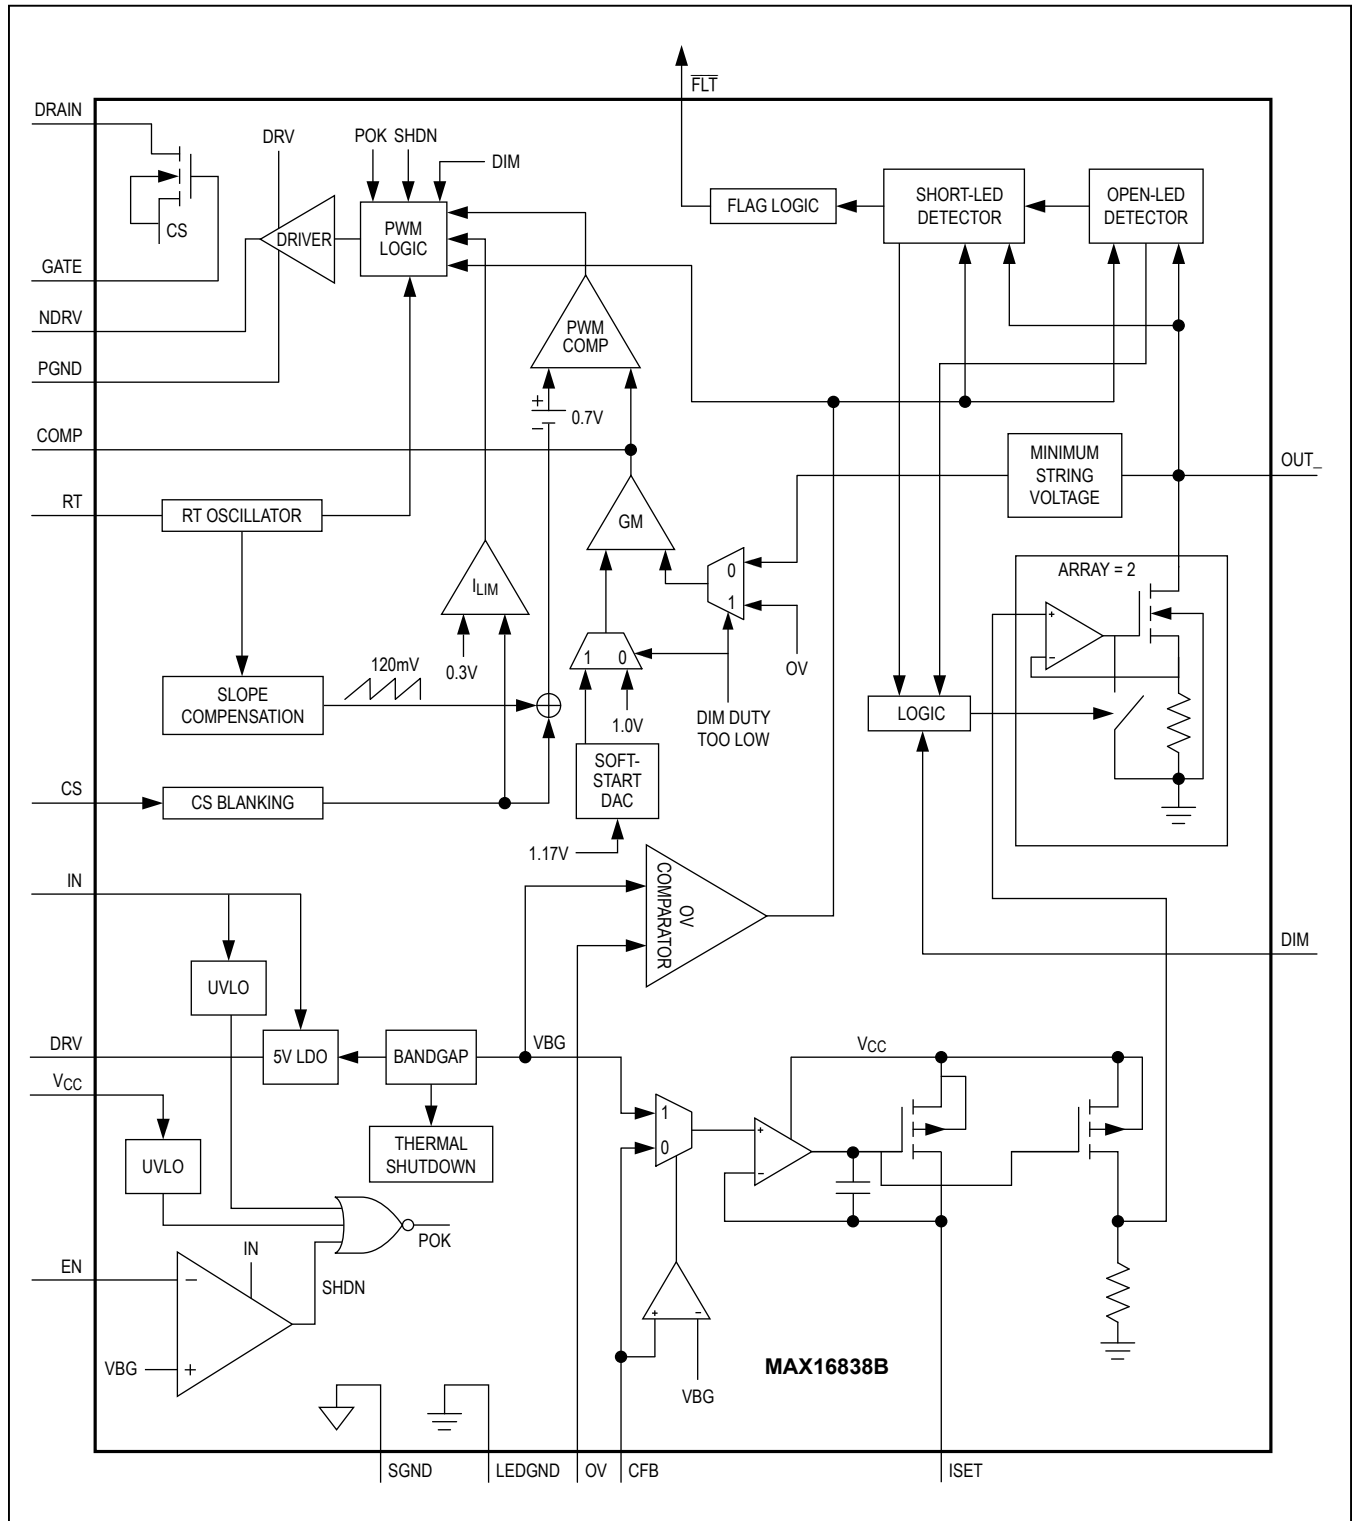 FLT
DRAIN
DRV
POK SHDN
DIM
CS
DRIVER
PWM
LOGIC
FLAG LOGIC
SHORT-LED
DETECTOR
OPEN-LED
DETECTOR
GATE
NDRV
PGND
PWM
COMP
+
−
0.7V
COMP
MINIMUM
STRING
VOLTAGE
OUT_
RT
RT OSCILLATOR
GM
0
1
OV
ILIM
0.3V
ARRAY = 2
+
−
1 0
1.0V
DIM DUTY
TOO LOW
120mV
SLOPE
COMPENSATION
LOGIC
SOFT-
START
DAC
1.17V
CS
CS BLANKING
IN
OV
COMPARATOR
DIM
UVLO
DRV
5V LDO
BANDGAP
VBG
VCC
VCC
THERMAL
SHUTDOWN
1
0
+
−
UVLO
POK
EN
IN
−
+
SHDN
VBG
+ −
VBG
MAX16838B
SGND
LEDGND
OV
CFB
ISET